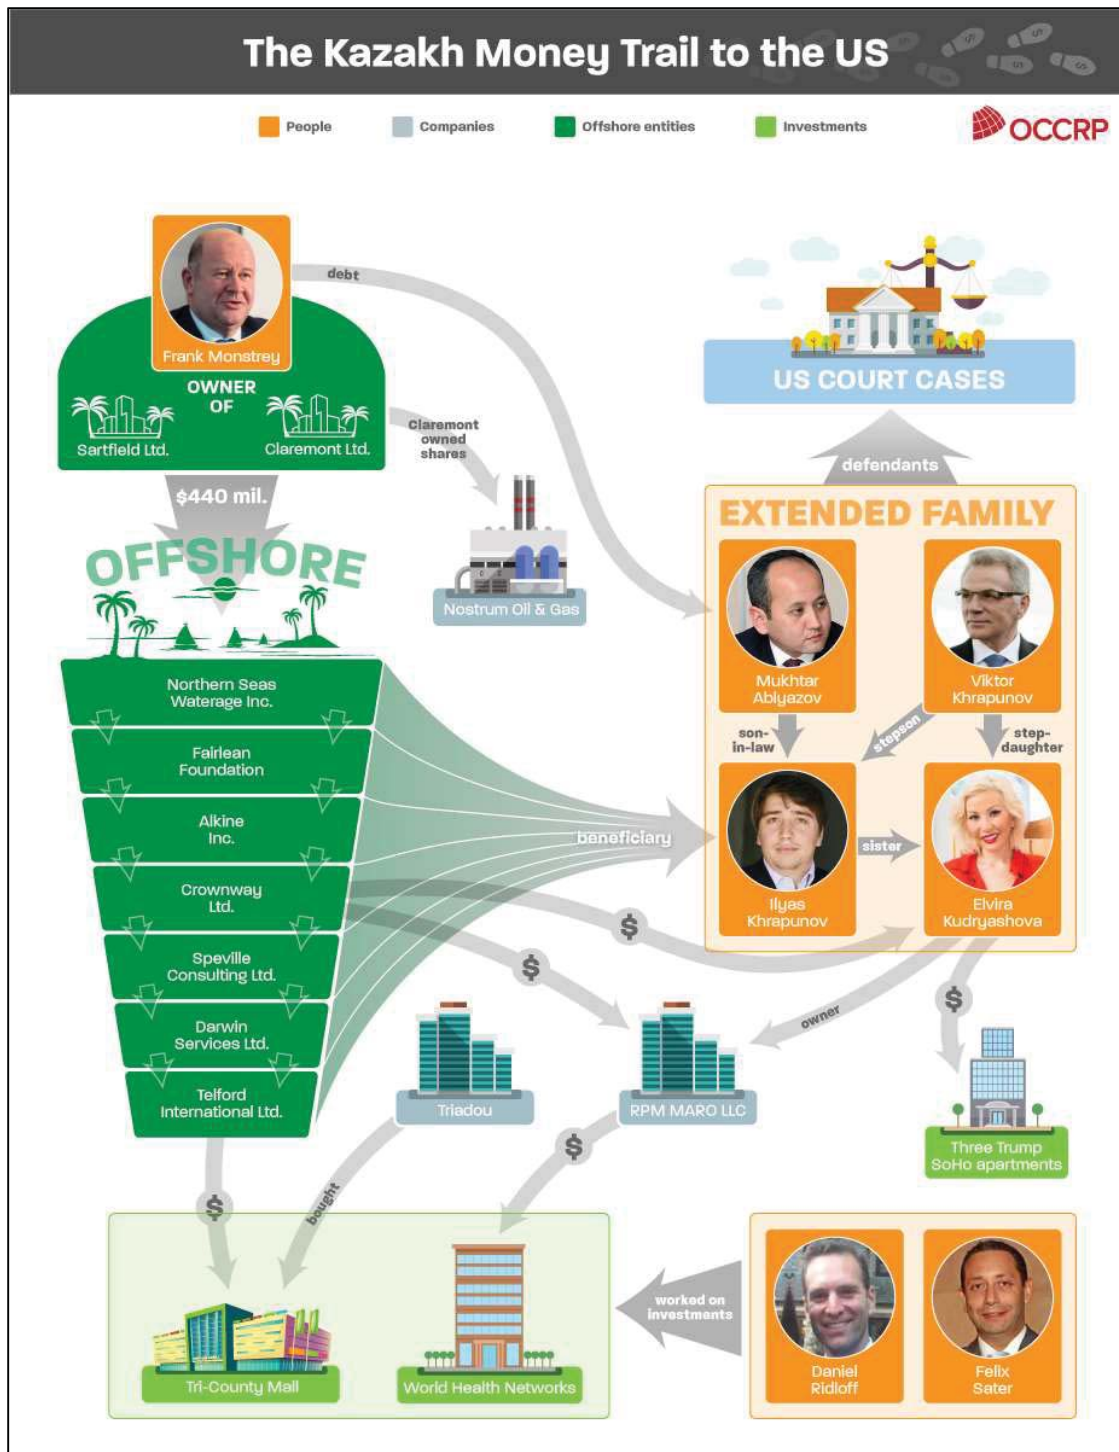 The Kazakh Money Trail to the US
People
Companies
Offshore entities
Investments
OCCRP
Frank Monstrey
OWNER
OF
Sartfield Ltd.
Claremont Ltd.
debt
Claremont
owned
shares
$440 mil.
Nostrum Oil & Gas
US COURT CASES
defendants
EXTENDED FAMILY
Mukhtar
Ablyazov
Viktor
Khrapunov
son-
in-law
stepson
step-
daughter
Ilyas
Khrapunov
sister
Elvira
Kudryashova
OFFSHORE
Northern Seas
Waterage Inc.
Fairlean
Foundation
Alkine
Inc.
Crownway
Ltd.
Speville
Consulting Ltd.
Darwin
Services Ltd.
Telford
International Ltd.
beneficiary
$
$
owner
$
Triadou
RPM MARO LLC
Three Trump
SoHo apartments
$
$
bought
Tri-County Mall
World Health Networks
worked on
investments
Daniel
Ridloff
Felix
Sater